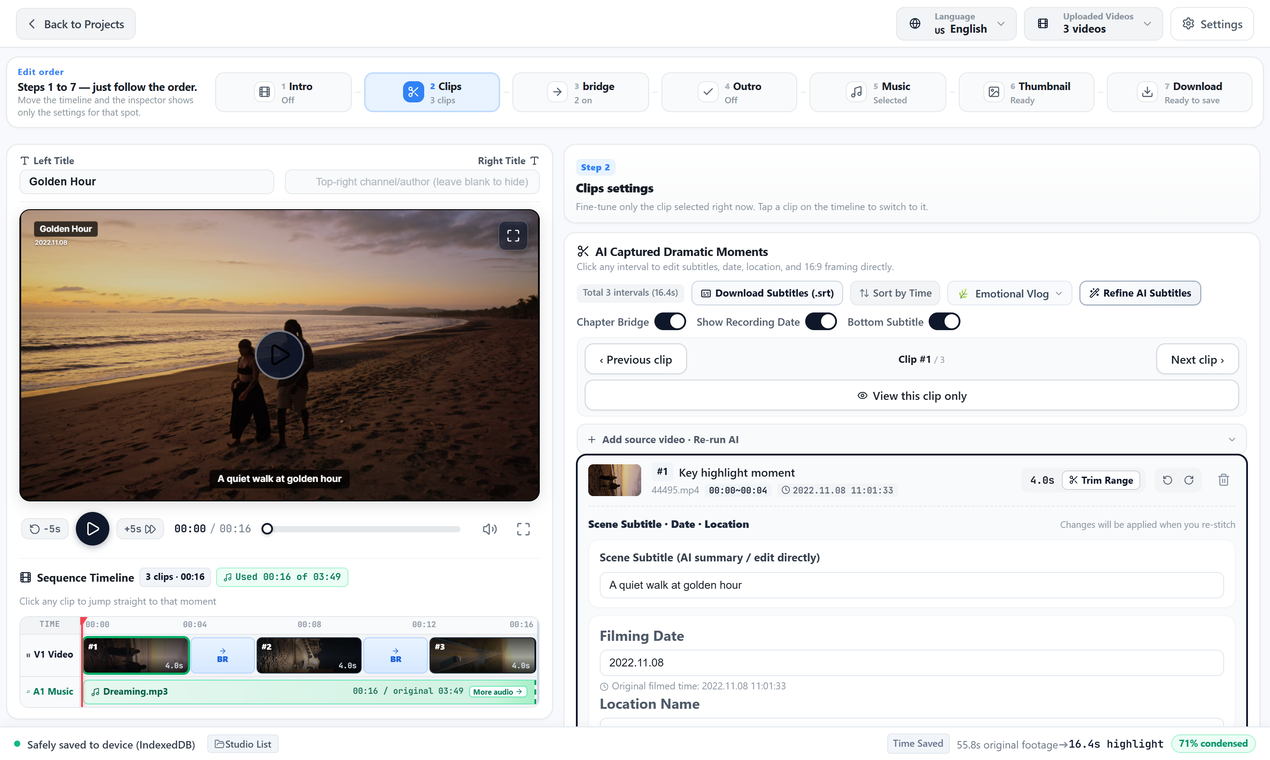 Back to Projects
Language
US English
Uploaded Videos
3 videos
Settings
Edit order
Steps 1 to 7 — just follow the order.
Move the timeline and the inspector shows
only the settings for that spot.
1 Intro
Off
2 Clips
3 clips
3 bridge
2 on
4 Outro
Off
5 Music
Selected
6 Thumbnail
Ready
7 Download
Ready to save
Left Title
Right Title
Golden Hour
Top-right channel/author (leave blank to hide)
Golden Hour
2022.11.08
A quiet walk at golden hour
-5s
+5s
00:00 / 00:16
Sequence Timeline
3 clips · 00:16
Used 00:16 of 03:49
Click any clip to jump straight to that moment
TIME
00:00
00:04
00:08
00:12
00:16
V1 Video
#1
4.0s
→
BR
#2
4.0s
→
BR
#3
4.0s
A1 Music
Dreaming.mp3
00:16 / original 03:49
More audio →
Step 2
Clips settings
Fine-tune only the clip selected right now. Tap a clip on the timeline to switch to it.
AI Captured Dramatic Moments
Click any interval to edit subtitles, date, location, and 16:9 framing directly.
Total 3 intervals (16.4s)
Download Subtitles (.srt)
Sort by Time
Emotional Vlog
Refine AI Subtitles
Chapter Bridge
Show Recording Date
Bottom Subtitle
‹ Previous clip
Clip #1 / 3
Next clip ›
View this clip only
+ Add source video · Re-run AI
#1 Key highlight moment
44495.mp4 00:00~00:04 2022.11.08 11:01:33
4.0s
Trim Range
Scene Subtitle · Date · Location
Changes will be applied when you re-stitch
Scene Subtitle (AI summary / edit directly)
A quiet walk at golden hour
Filming Date
2022.11.08
Original filmed time: 2022.11.08 11:01:33
Location Name
Safely saved to device (IndexedDB)
Studio List
Time Saved
55.8s original footage→16.4s highlight
71% condensed